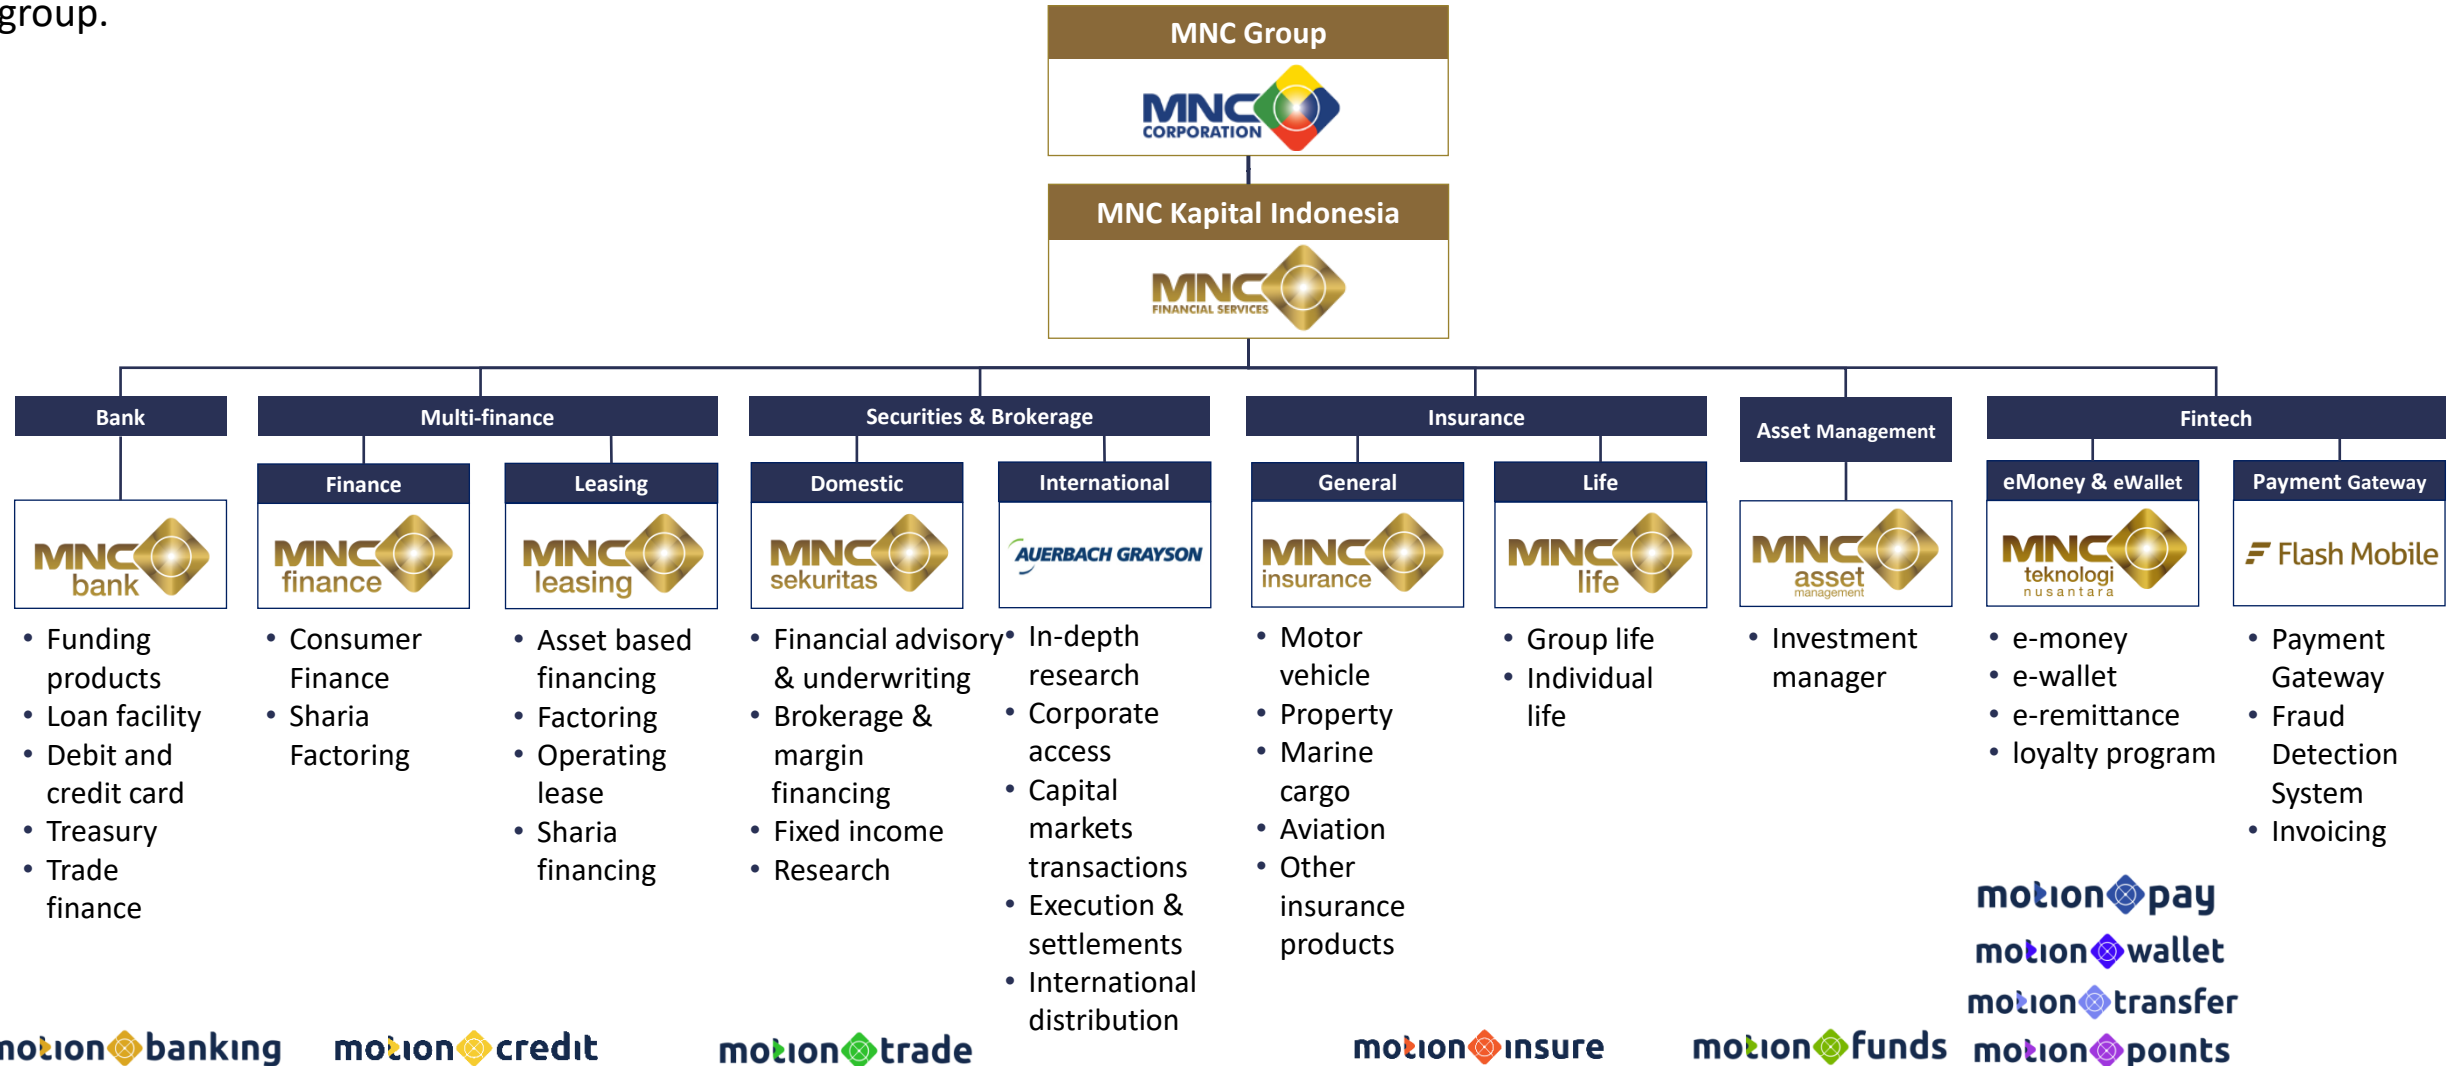 group.
MNC Group
MNC
CORPORATION
MNC Kapital Indonesia
MNC
FINANCIAL SERVICES
Bank
MNC
bank
• Funding
products
• Loan facility
• Debit and
credit card
• Treasury
• Trade
finance
Multi-finance
Finance
MNC
finance
• Consumer
Finance
• Sharia
Factoring
Leasing
MNC
leasing
• Asset based
financing
• Factoring
• Operating
lease
• Sharia
financing
Securities & Brokerage
Domestic
MNC
sekuritas
• Financial advisory
& underwriting
• Brokerage &
margin
financing
• Fixed income
• Research
International
AUERBACH GRAYSON
• In-depth
research
• Corporate
access
• Capital
markets
transactions
• Execution &
settlements
• International
distribution
Insurance
General
MNC
insurance
• Motor
vehicle
• Property
• Marine
cargo
• Aviation
• Other
insurance
products
Life
MNC
life
• Group life
• Individual
life
Asset Management
MNC
asset
management
• Investment
manager
Fintech
eMoney & eWallet
MNC
teknologi
nusantara
• e-money
• e-wallet
• e-remittance
• loyalty program
Payment Gateway
Flash Mobile
• Payment
Gateway
• Fraud
Detection
System
• Invoicing
motion banking
motion credit
motion trade
motion insure
motion funds
motion pay
motion wallet
motion transfer
motion points